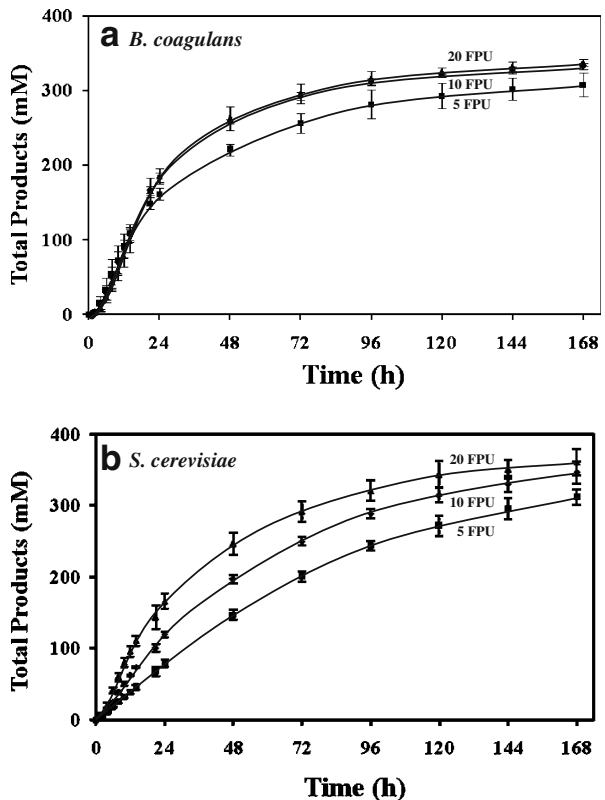 a B. coagulans
400
300
200
100
0
Total Products (mM)
20 FPU
10 FPU
5 FPU
0 24 48 72 96 120 144 168
Time (h)
b S. cerevisiae
400
300
200
100
0
Total Products (mM)
20 FPU
10 FPU
5 FPU
0 24 48 72 96 120 144 168
Time (h)